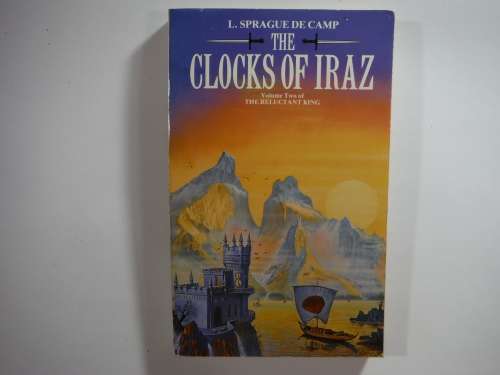 L. SPRAGUE DE CAMP
THE
CLOCKS OF IRAZ
Volume Two of
THE RELUCTANT KING